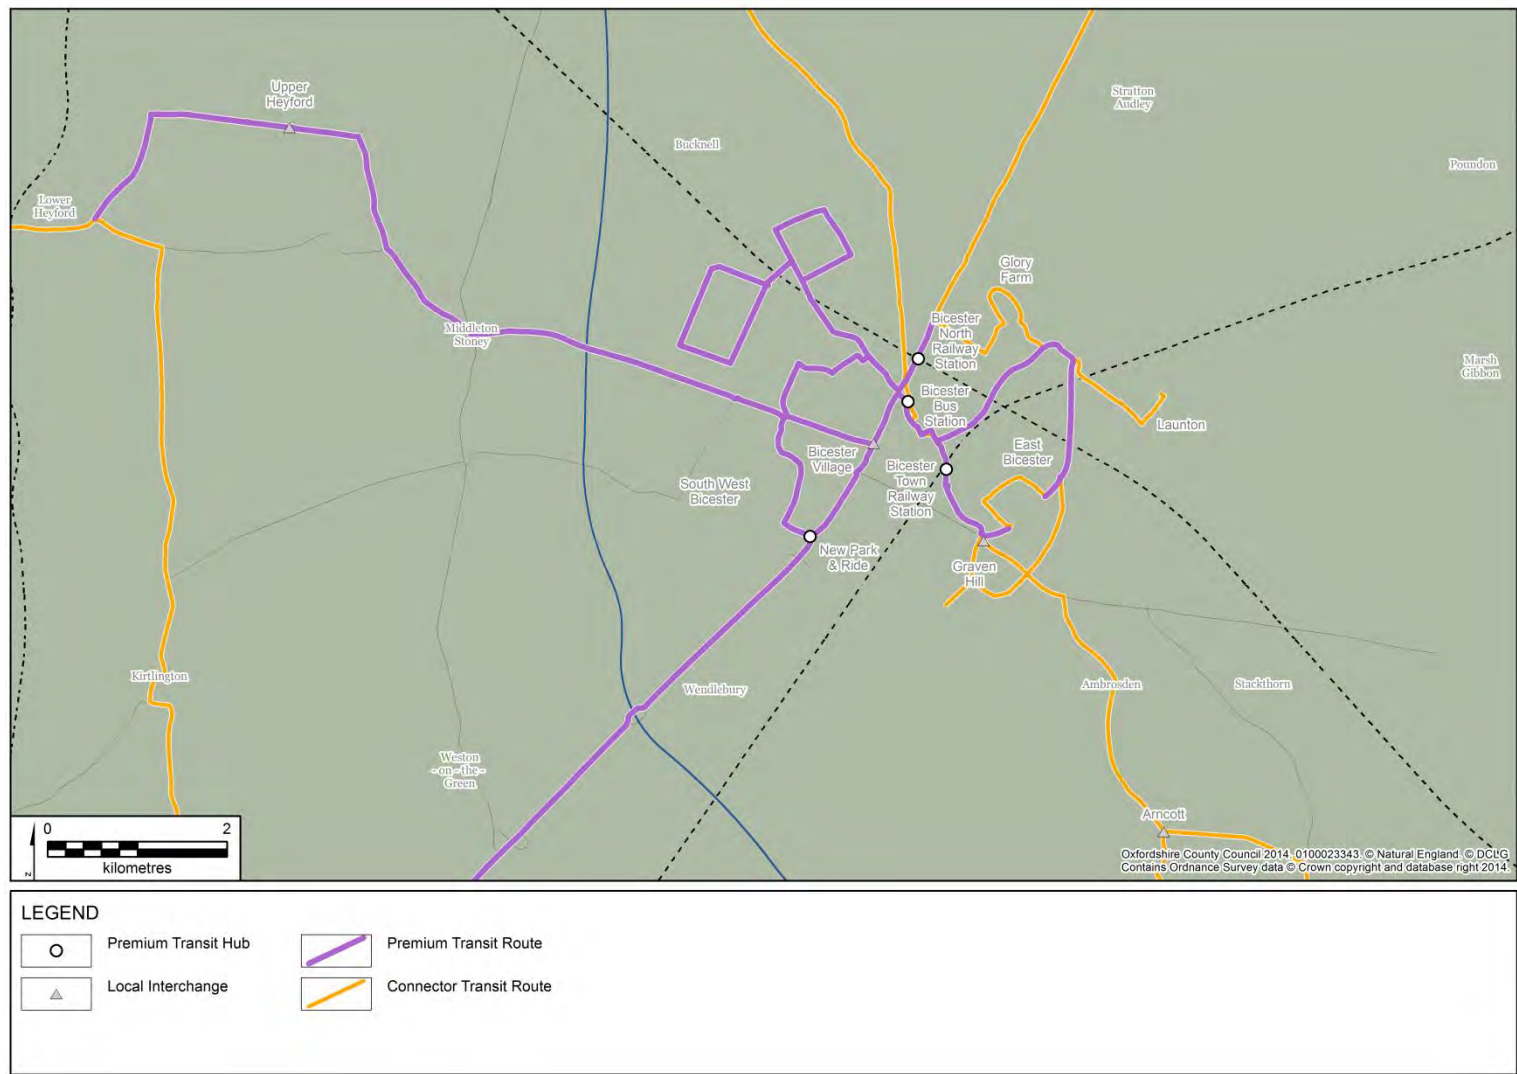 Upper
Heyford
Stratton
Audley
Bucknell
Poundon
Lower
Heyford
Glory
Farm
Bicester
North
Railway
Station
Middleton
Stoney
Marsh
Gibbon
Bicester
Bus
Station
Launton
East
Bicester
Bicester
Village
Bicester
Town
Railway
Station
South West
Bicester
New Park
& Ride
Graven
Hill
Kirtlington
Wendlebury
Ambrosden
Stackthorn
Weston
- on - the -
Green
Arncott
0 2
kilometres
z
Oxfordshire County Council 2014. 0100023343. © Natural England. © DCLG
Contains Ordnance Survey data © Crown copyright and database right 2014.
LEGEND
Premium Transit Hub
Premium Transit Route
Local Interchange
Connector Transit Route